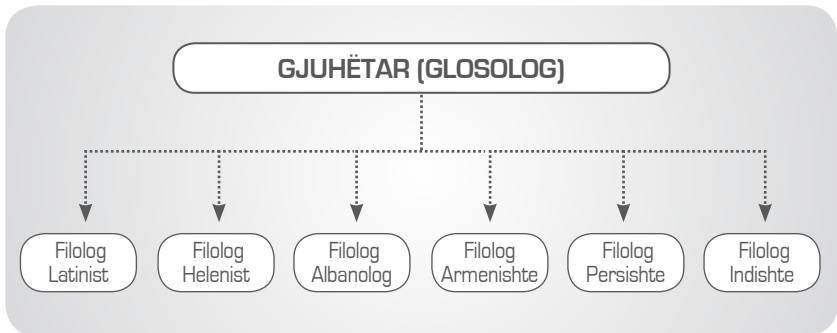 GJUHËTAR (GLOSOLOG)
Filolog
Latinist
Filolog
Helenist
Filolog
Albanolog
Filolog
Armenishte
Filolog
Persishte
Filolog
Indishte